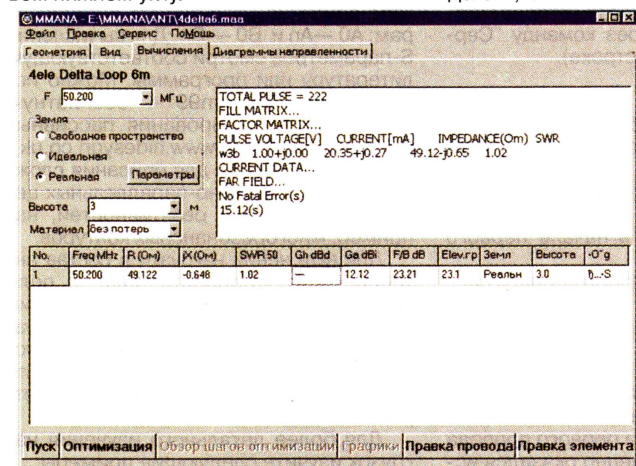 MMANA - E:\MMANA\ANT\4delta6.maa
Файл Правка Сервис ПоМощь
Геометрия Вид Вычисления Диаграммы направленности
4ele Delta Loop 6m
F 50.200 МГц
Земля
Свободное пространство
Идеальная
Реальная Параметры
Высота 3 м
Материал без потерь
TOTAL PULSE = 222
FILL MATRIX...
FACTOR MATRIX...
PULSE VOLTAGE[V] CURRENT[mA] IMPEDANCE(Om) SWR
w3b 1.00+j0.00 20.35+j0.27 49.12-j0.65 1.02
CURRENT DATA...
FAR FIELD...
No Fatal Error(s)
15.12(s)
No. Freq MHz R (Ом) jX (Ом) SWR 50 Gh dBd Ga dBi F/B dB Elev.гр Земл Высота -O˜g
1 50.200 49.122 -0.648 1.02 --- 12.12 23.21 23.1 Реальн 3.0 ђ...-S
Пуск Оптимизация Обзор шагов оптимизации Графики Правка провода Правка элемента